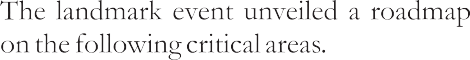 The landmark event unveiled a roadmap
on the following critical areas.